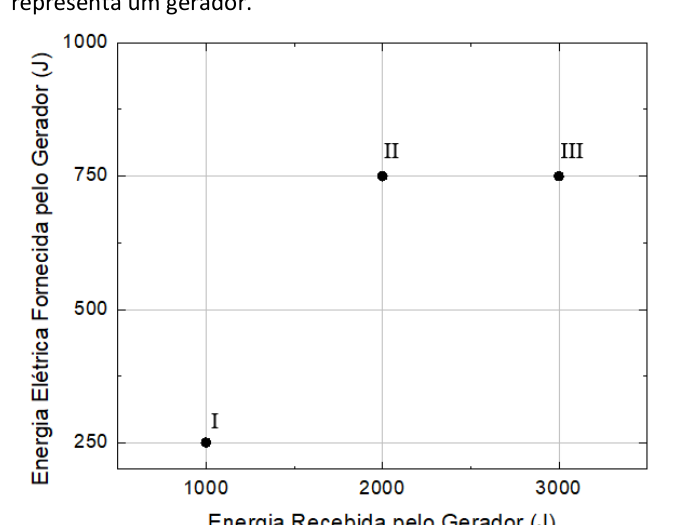 representa um gerador.
1000
Energia Elétrica Fornecida pelo Gerador (J)
II
III
750
500
I
250
1000 2000 3000
Energia Recebida pelo Gerador (J)